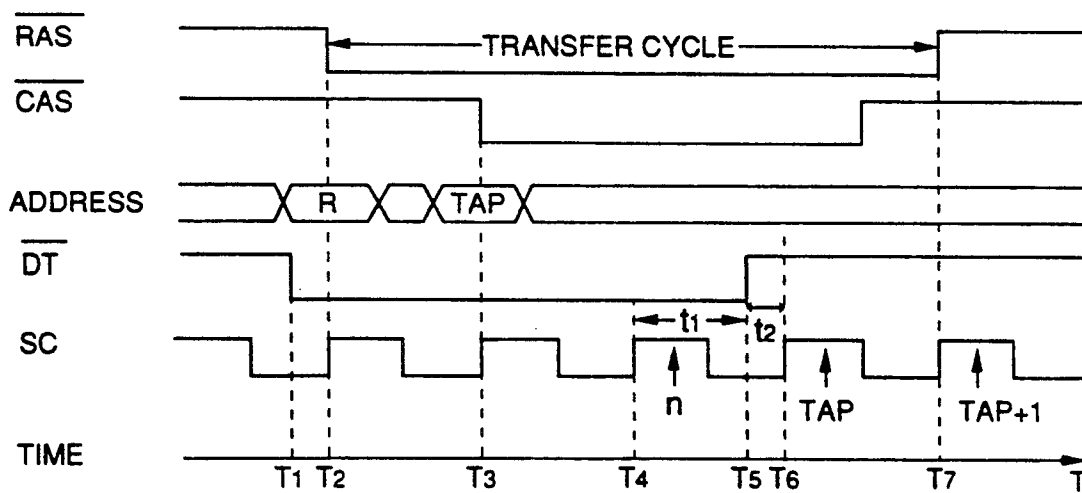 RAS
TRANSFER CYCLE
CAS
ADDRESS
R
TAP
DT
SC
t1
t2
n
TAP
TAP+1
TIME
T1 T2 T3 T4 T5 T6 T7 T